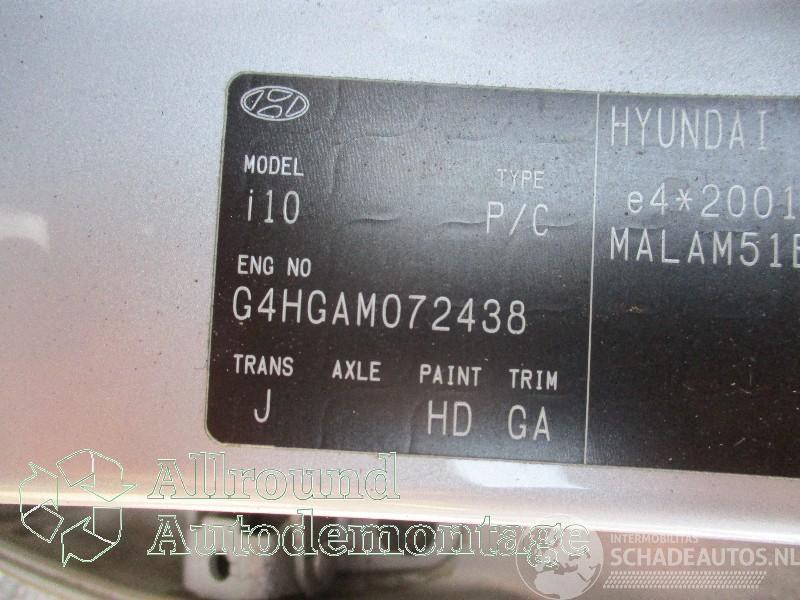 MODEL
i10
TYPE
P/C
ENG NO
G4HGAM072438
TRANS AXLE PAINT TRIM
J HD GA
HYUNDAI
e4*2001
MALAM51B
Allround
Autodemontage
INTERMOBILITAS
SCHADEAUTOS.NL